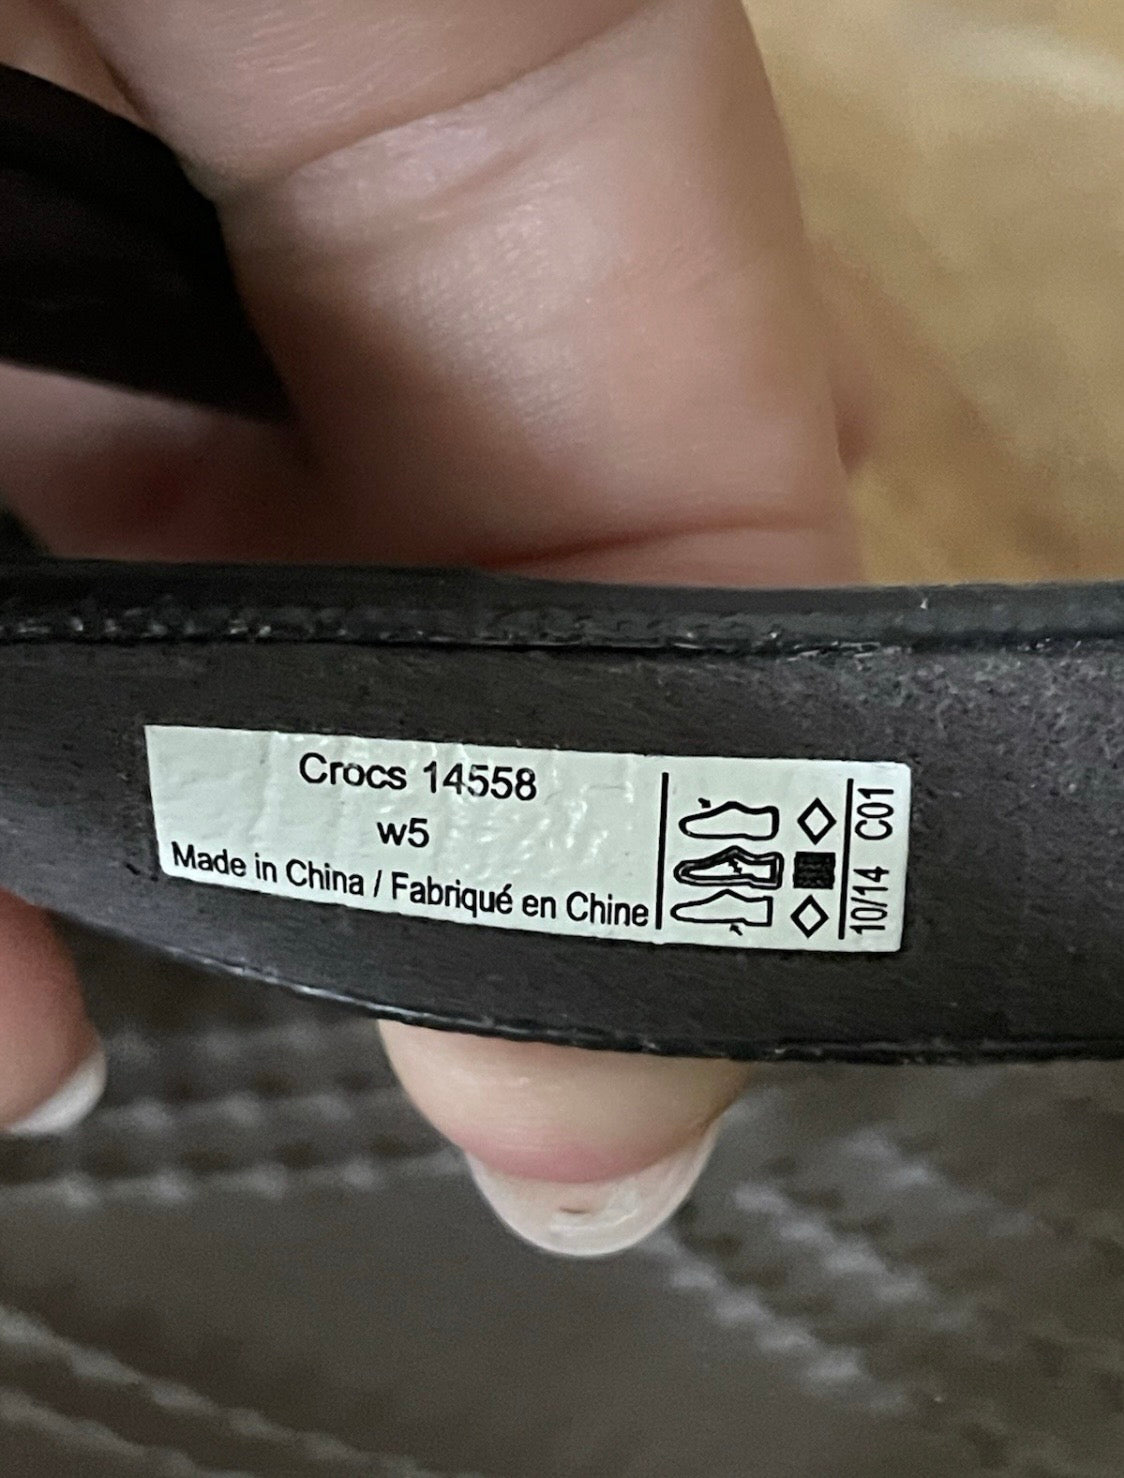 Crocs 14558
w5
Made in China / Fabriqué en Chine
10/14 C01